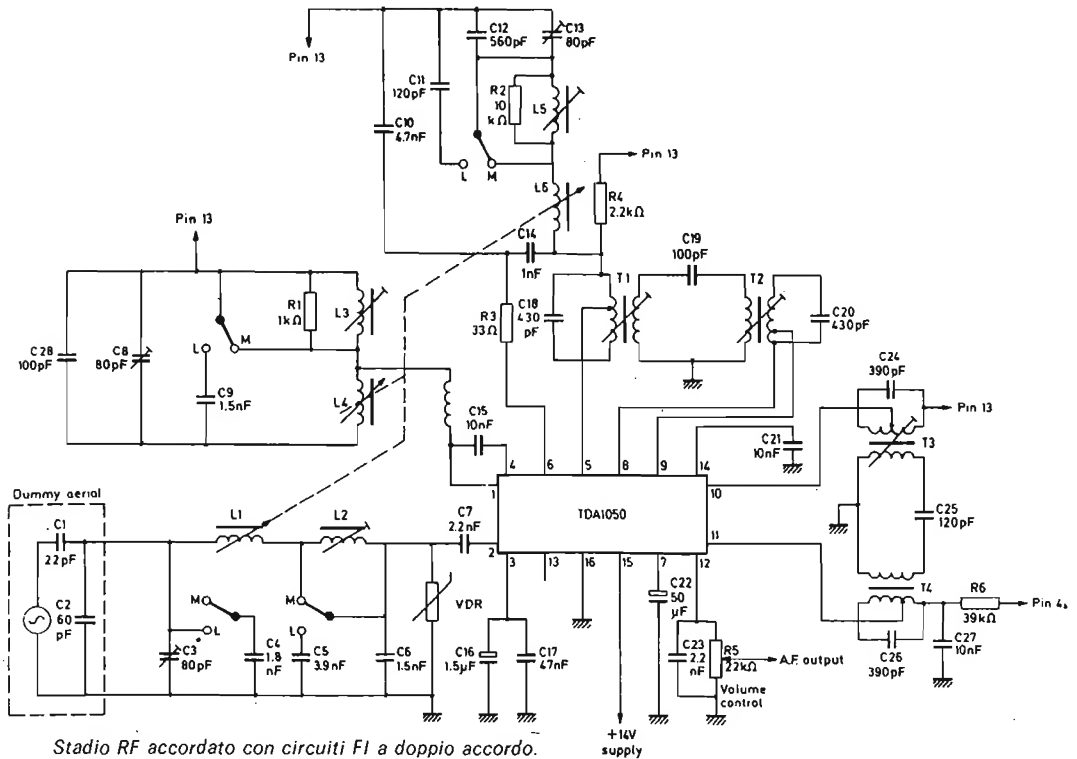 Pin 13
C12
560pF
C13
80pF
C11
120pF
R2
10
kΩ
L5
C10
4.7nF
L
M
Pin 13
L6
R4
2.2kΩ
Pin 13
C14
1nF
C19
100pF
T1
T2
R1
1kΩ
L3
R3
33Ω
C18
430
pF
C20
430pF
C28
100pF
C8
80pF
L
M
C9
1.5nF
L4
C24
390pF
Pin 13
T3
C15
10nF
C21
10nF
4
6
5
8
9
14
1
10
TDA1050
C25
120pF
Dummy aerial
C1
22pF
L1
L2
C7
2.2nF
2
11
3
13
16
15
7
12
C2
60
pF
M
L
C3
80pF
C4
1.8
nF
M
L
C5
3.9nF
C6
1.5nF
VDR
C22
50
µF
T4
R6
39kΩ
Pin 4
C16
1.5µF
C17
47nF
C23
2.2
nF
R5
22kΩ
A.F. output
Volume
control
C26
390pF
C27
10nF
+14V
supply
Stadio RF accordato con circuiti FI a doppio accordo.